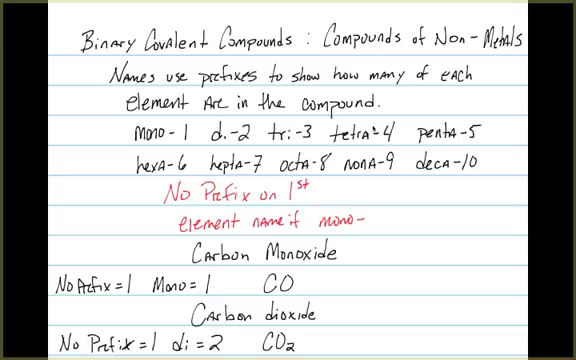 Binary Covalent Compounds : Compounds of Non-Metals
Names use prefixes to show how many of each
element are in the compound.
mono-1 di-2 tri-3 tetra-4 penta-5
hexa-6 hepta-7 octa-8 nona-9 deca-10
No Prefix on 1st
element name if mono-
Carbon Monoxide
No Prefix = 1 Mono = 1 CO
Carbon dioxide
No Prefix = 1 di = 2 CO₂